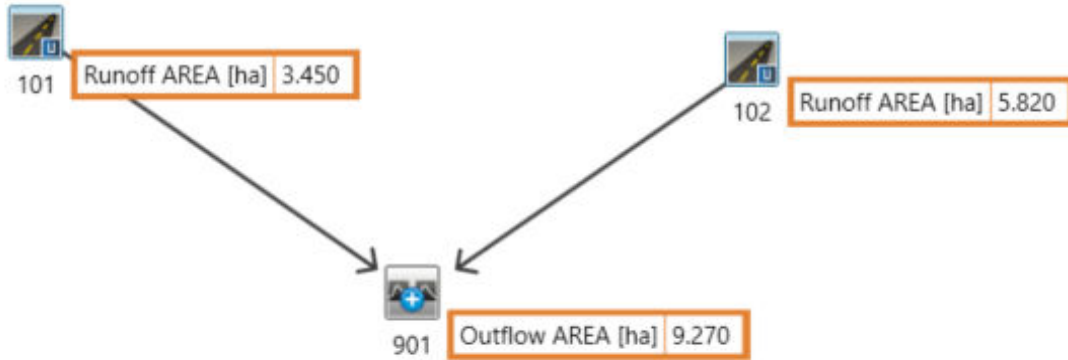 U
101
Runoff AREA [ha] 3.450
U
102
Runoff AREA [ha] 5.820
901
Outflow AREA [ha] 9.270